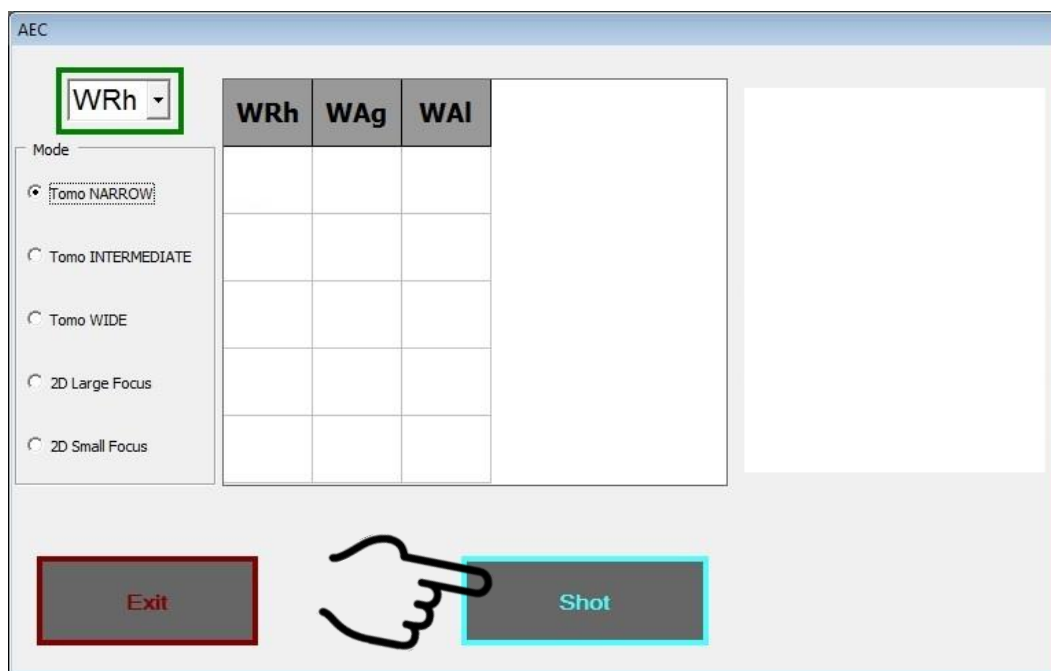 AEC
WRh
WRh WAg WAl
Mode
Tomo NARROW
Tomo INTERMEDIATE
Tomo WIDE
2D Large Focus
2D Small Focus
Exit
Shot